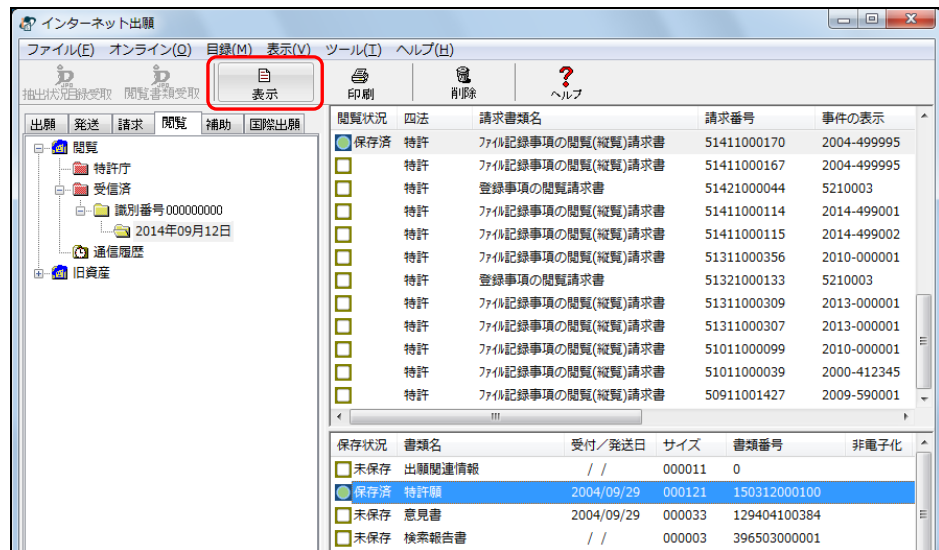 インターネット出願
ファイル(F) オンライン(O) 目録(M) 表示(V) ツール(T) ヘルプ(H)
抽出状況目録受取 閲覧書類受取 表示 印刷 削除 ヘルプ
出願 発送 請求 閲覧 補助 国際出願
閲覧
特許庁
受信済
識別番号000000000
2014年09月12日
通信履歴
旧資産
閲覧状況 四法 請求書類名 請求番号 事件の表示
保存済 特許 ファイル記録事項の閲覧(縦覧)請求書 51411000170 2004-499995
特許 ファイル記録事項の閲覧(縦覧)請求書 51411000167 2004-499995
特許 登録事項の閲覧請求書 51421000044 5210003
特許 ファイル記録事項の閲覧(縦覧)請求書 51411000114 2014-499001
特許 ファイル記録事項の閲覧(縦覧)請求書 51411000115 2014-499002
特許 ファイル記録事項の閲覧(縦覧)請求書 51311000356 2010-000001
特許 登録事項の閲覧請求書 51321000133 5210003
特許 ファイル記録事項の閲覧(縦覧)請求書 51311000309 2013-000001
特許 ファイル記録事項の閲覧(縦覧)請求書 51311000307 2013-000001
特許 ファイル記録事項の閲覧(縦覧)請求書 51011000099 2010-000001
特許 ファイル記録事項の閲覧(縦覧)請求書 51011000039 2000-412345
特許 ファイル記録事項の閲覧(縦覧)請求書 50911001427 2009-590001
保存状況 書類名 受付/発送日 サイズ 書類番号 非電子化
未保存 出願関連情報 / / 000011 0
保存済 特許願 2004/09/29 000121 150312000100
未保存 意見書 2004/09/29 000033 129404100384
未保存 検索報告書 / / 000003 396503000001